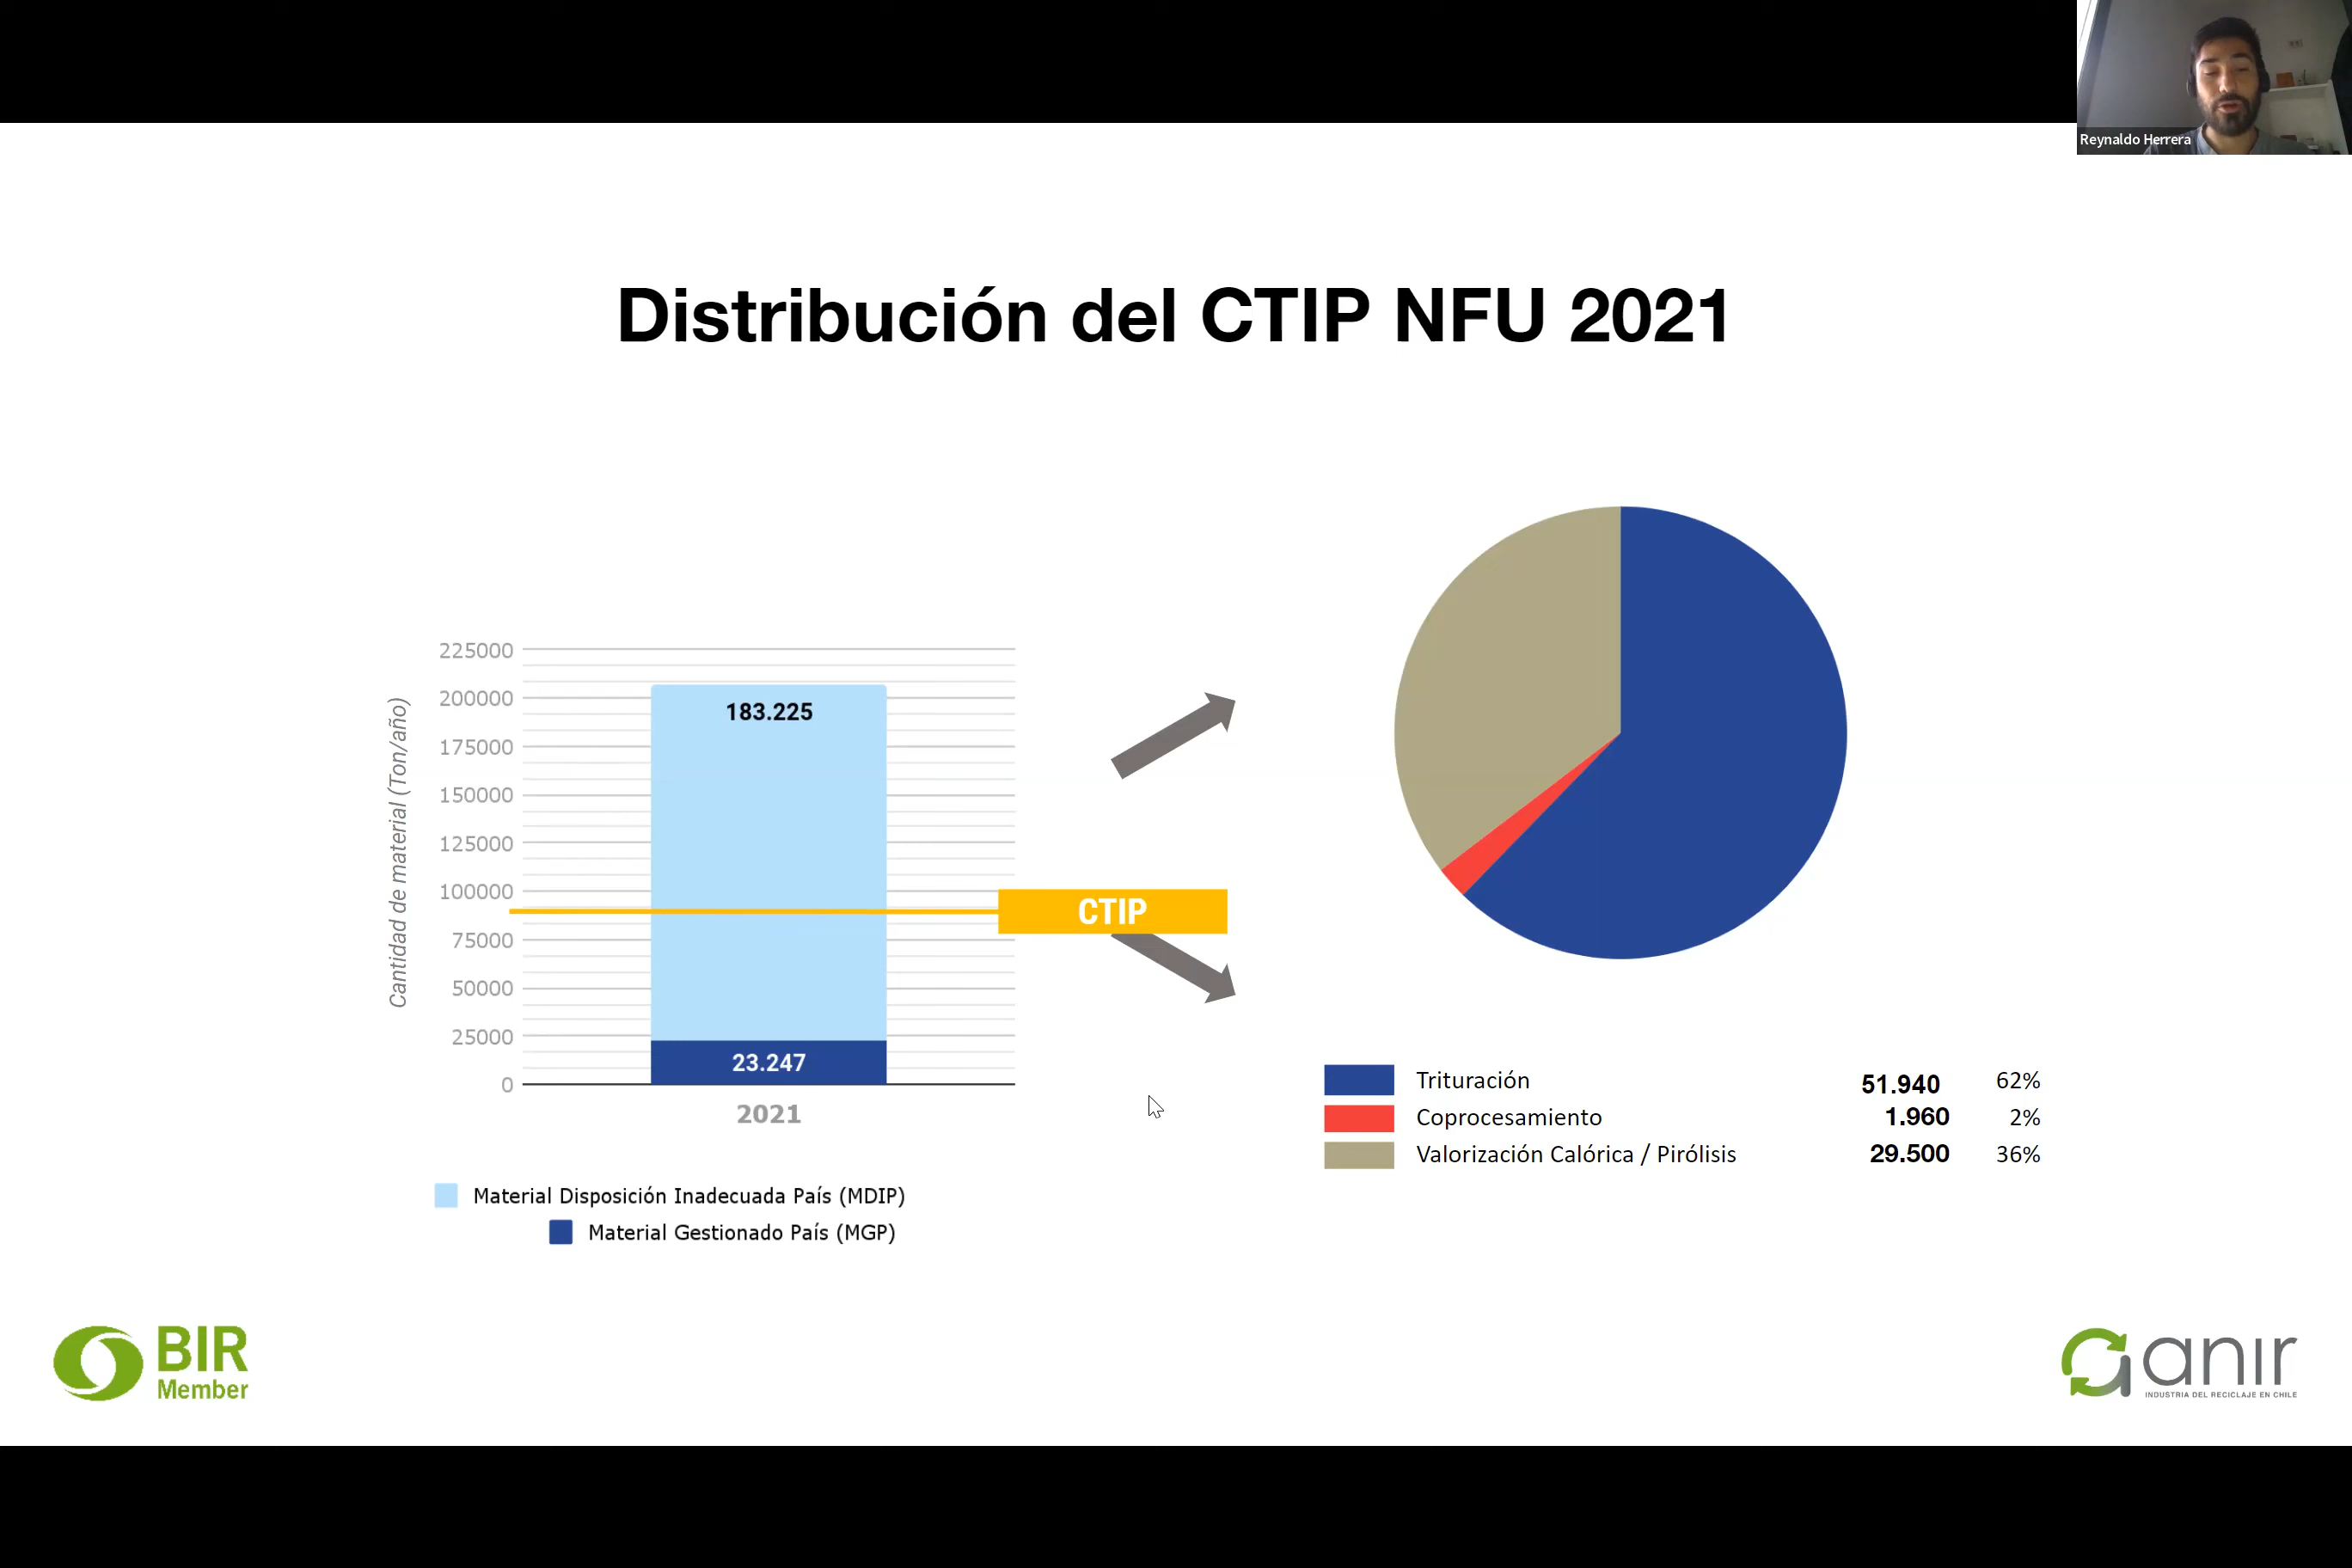 Reynaldo Herrera
Distribución del CTIP NFU 2021
Cantidad de material (Ton/año)
225000
200000
175000
150000
125000
100000
75000
50000
25000
0
183.225
23.247
2021
CTIP
Material Disposición Inadecuada País (MDIP)
Material Gestionado País (MGP)
Trituración 51.940 62%
Coprocesamiento 1.960 2%
Valorización Calórica / Pirólisis 29.500 36%
BIR
Member
anir
INDUSTRIA DEL RECICLAJE EN CHILE